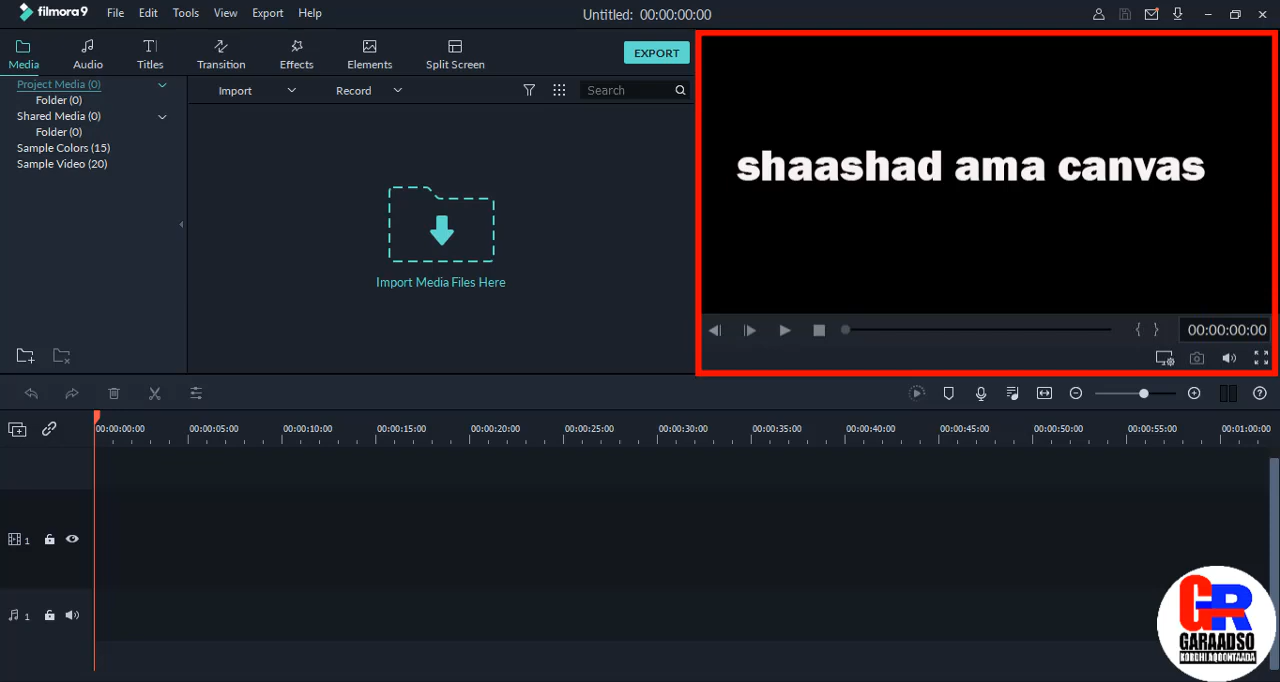 filmora9 File Edit Tools View Export Help Untitled: 00:00:00:00
Media Audio Titles Transition Effects Elements Split Screen EXPORT
Project Media (0)
Folder (0)
Shared Media (0)
Folder (0)
Sample Colors (15)
Sample Video (20)
Import Record Search
Import Media Files Here
shaashad ama canvas
{ } 00:00:00:00
00:00:00:00 00:00:05:00 00:00:10:00 00:00:15:00 00:00:20:00 00:00:25:00 00:00:30:00 00:00:35:00 00:00:40:00 00:00:45:00 00:00:50:00 00:00:55:00 00:01:00:00
1
1
GR
GARAADSO
KOBCHI AQOONTAADA